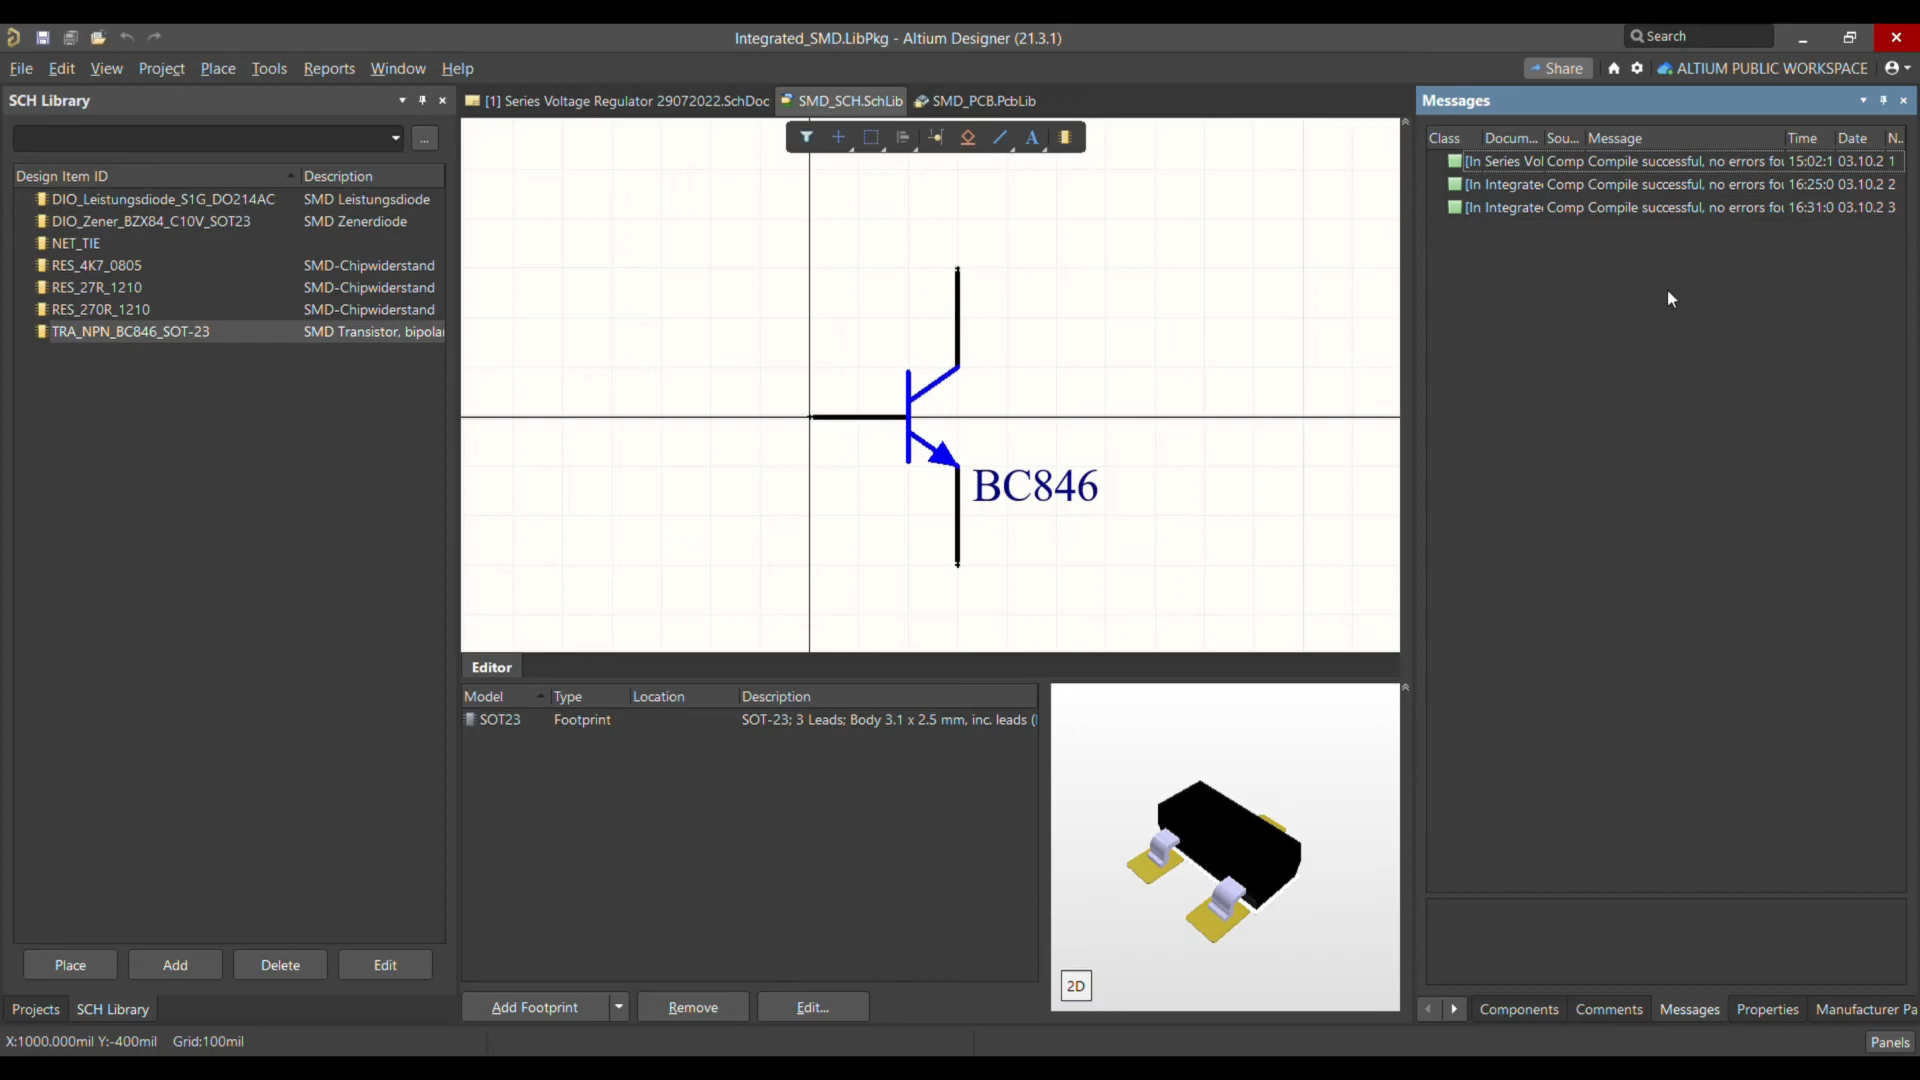 Integrated_SMD.LibPkg - Altium Designer (21.3.1)
Search
File Edit View Project Place Tools Reports Window Help
Share ALTIUM PUBLIC WORKSPACE
SCH Library
[1] Series Voltage Regulator 29072022.SchDoc SMD_SCH.SchLib SMD_PCB.PcbLib
Messages
...
Class Docum... Sou... Message Time Date N..
[In Series Vol Comp Compile successful, no errors fou 15:02:1 03.10.2 1
[In Integrate Comp Compile successful, no errors fou 16:25:0 03.10.2 2
[In Integrate Comp Compile successful, no errors fou 16:31:0 03.10.2 3
Design Item ID Description
DIO_Leistungsdiode_S1G_DO214AC SMD Leistungsdiode
DIO_Zener_BZX84_C10V_SOT23 SMD Zenerdiode
NET_TIE
RES_4K7_0805 SMD-Chipwiderstand
RES_27R_1210 SMD-Chipwiderstand
RES_270R_1210 SMD-Chipwiderstand
TRA_NPN_BC846_SOT-23 SMD Transistor, bipola
A
BC846
Editor
Model Type Location Description
SOT23 Footprint SOT-23; 3 Leads; Body 3.1 x 2.5 mm, inc. leads (
2D
Place Add Delete Edit
Add Footprint Remove Edit...
Projects SCH Library
Components Comments Messages Properties Manufacturer Pa
X:1000.000mil Y:-400mil Grid:100mil
Panels